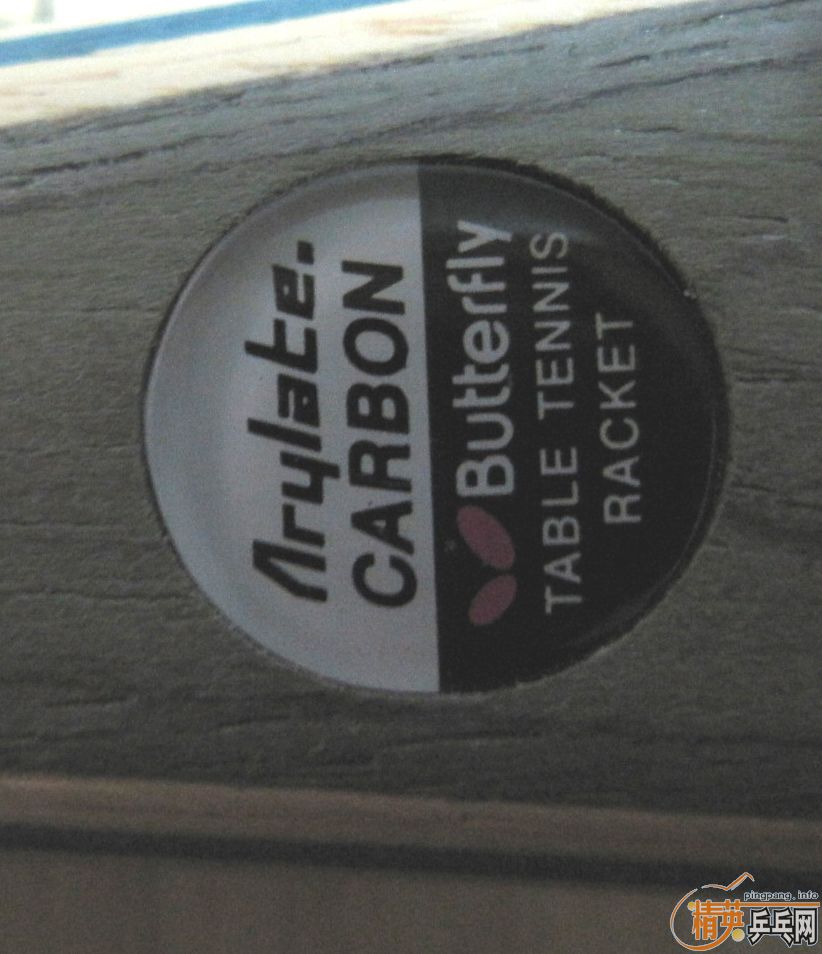 Arylate.
CARBON
Butterfly
TABLE TENNIS
RACKET
pingpang.info
精英乒乓网